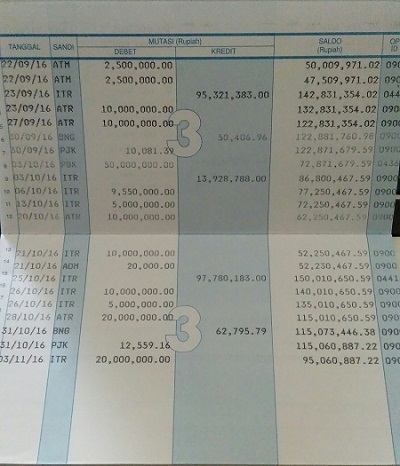 TANGGAL SANDI MUTASI (Rupiah) DEBET KREDIT SALDO (Rupiah) OP ID
22/09/16 ATM 2,500,000.00 50,009,971.02 090
22/09/16 ATM 2,500,000.00 47,509,971.02 090
23/09/16 ITR 95,321,383.00 142,831,354.02 044
23/09/16 ATR 10,000,000.00 132,831,354.02 090
27/09/16 ATR 10,000,000.00 122,831,354.02 090
30/09/16 BNG 50,406.96 122,881,760.98 090
30/09/16 PJK 10,081.39 122,871,679.59 090
03/10/16 50,000,000.00 72,871,679.59
03/10/16 ITR 13,928,788.00 86,800,467.59 090
06/10/16 ITR 9,550,000.00 77,250,467.59 090
13/10/16 ITR 5,000,000.00 72,250,467.59 090
20/10/16 ATR 10,000,000.00 62,250,467.59 090
3
21/10/16 ITR 10,000,000.00 52,250,467.59 0900
21/10/16 ADM 20,000.00 52,230,467.59 0900
25/10/16 ITR 97,780,183.00 150,010,650.59 0441
26/10/16 ITR 10,000,000.00 140,010,650.59 090
26/10/16 ITR 5,000,000.00 135,010,650.59 090
28/10/16 ATR 20,000,000.00 115,010,650.59 090
31/10/16 BNG 62,795.79 115,073,446.38 090
31/10/16 PJK 12,559.16 115,060,887.22 090
03/11/16 ITR 20,000,000.00 95,060,887.22 090
3